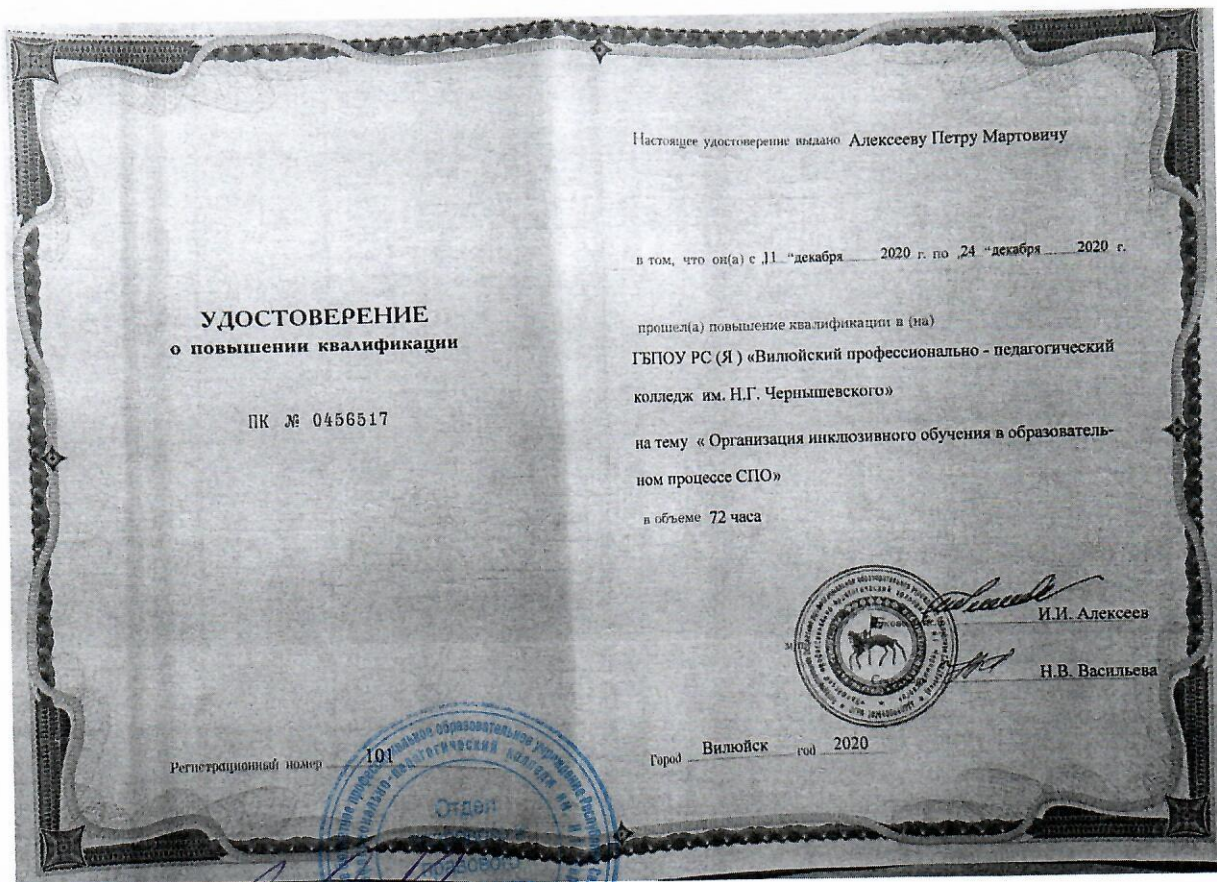 УДОСТОВЕРЕНИЕ
о повышении квалификации
ПК № 0456517
Регистрационный номер 101
Отдел
Настоящее удостоверение выдано Алексееву Петру Мартовичу
в том, что он(а) с „11 “декабря 2020 г. по „24 “декабря 2020 г.
прошел(а) повышение квалификации в (на)
ГБПОУ РС (Я ) «Вилюйский профессионально - педагогический
колледж им. Н.Г. Чернышевского»
на тему « Организация инклюзивного обучения в образователь-
ном процессе СПО»
в объеме 72 часа
И.И. Алексеев
Н.В. Васильева
Город Вилюйск год 2020